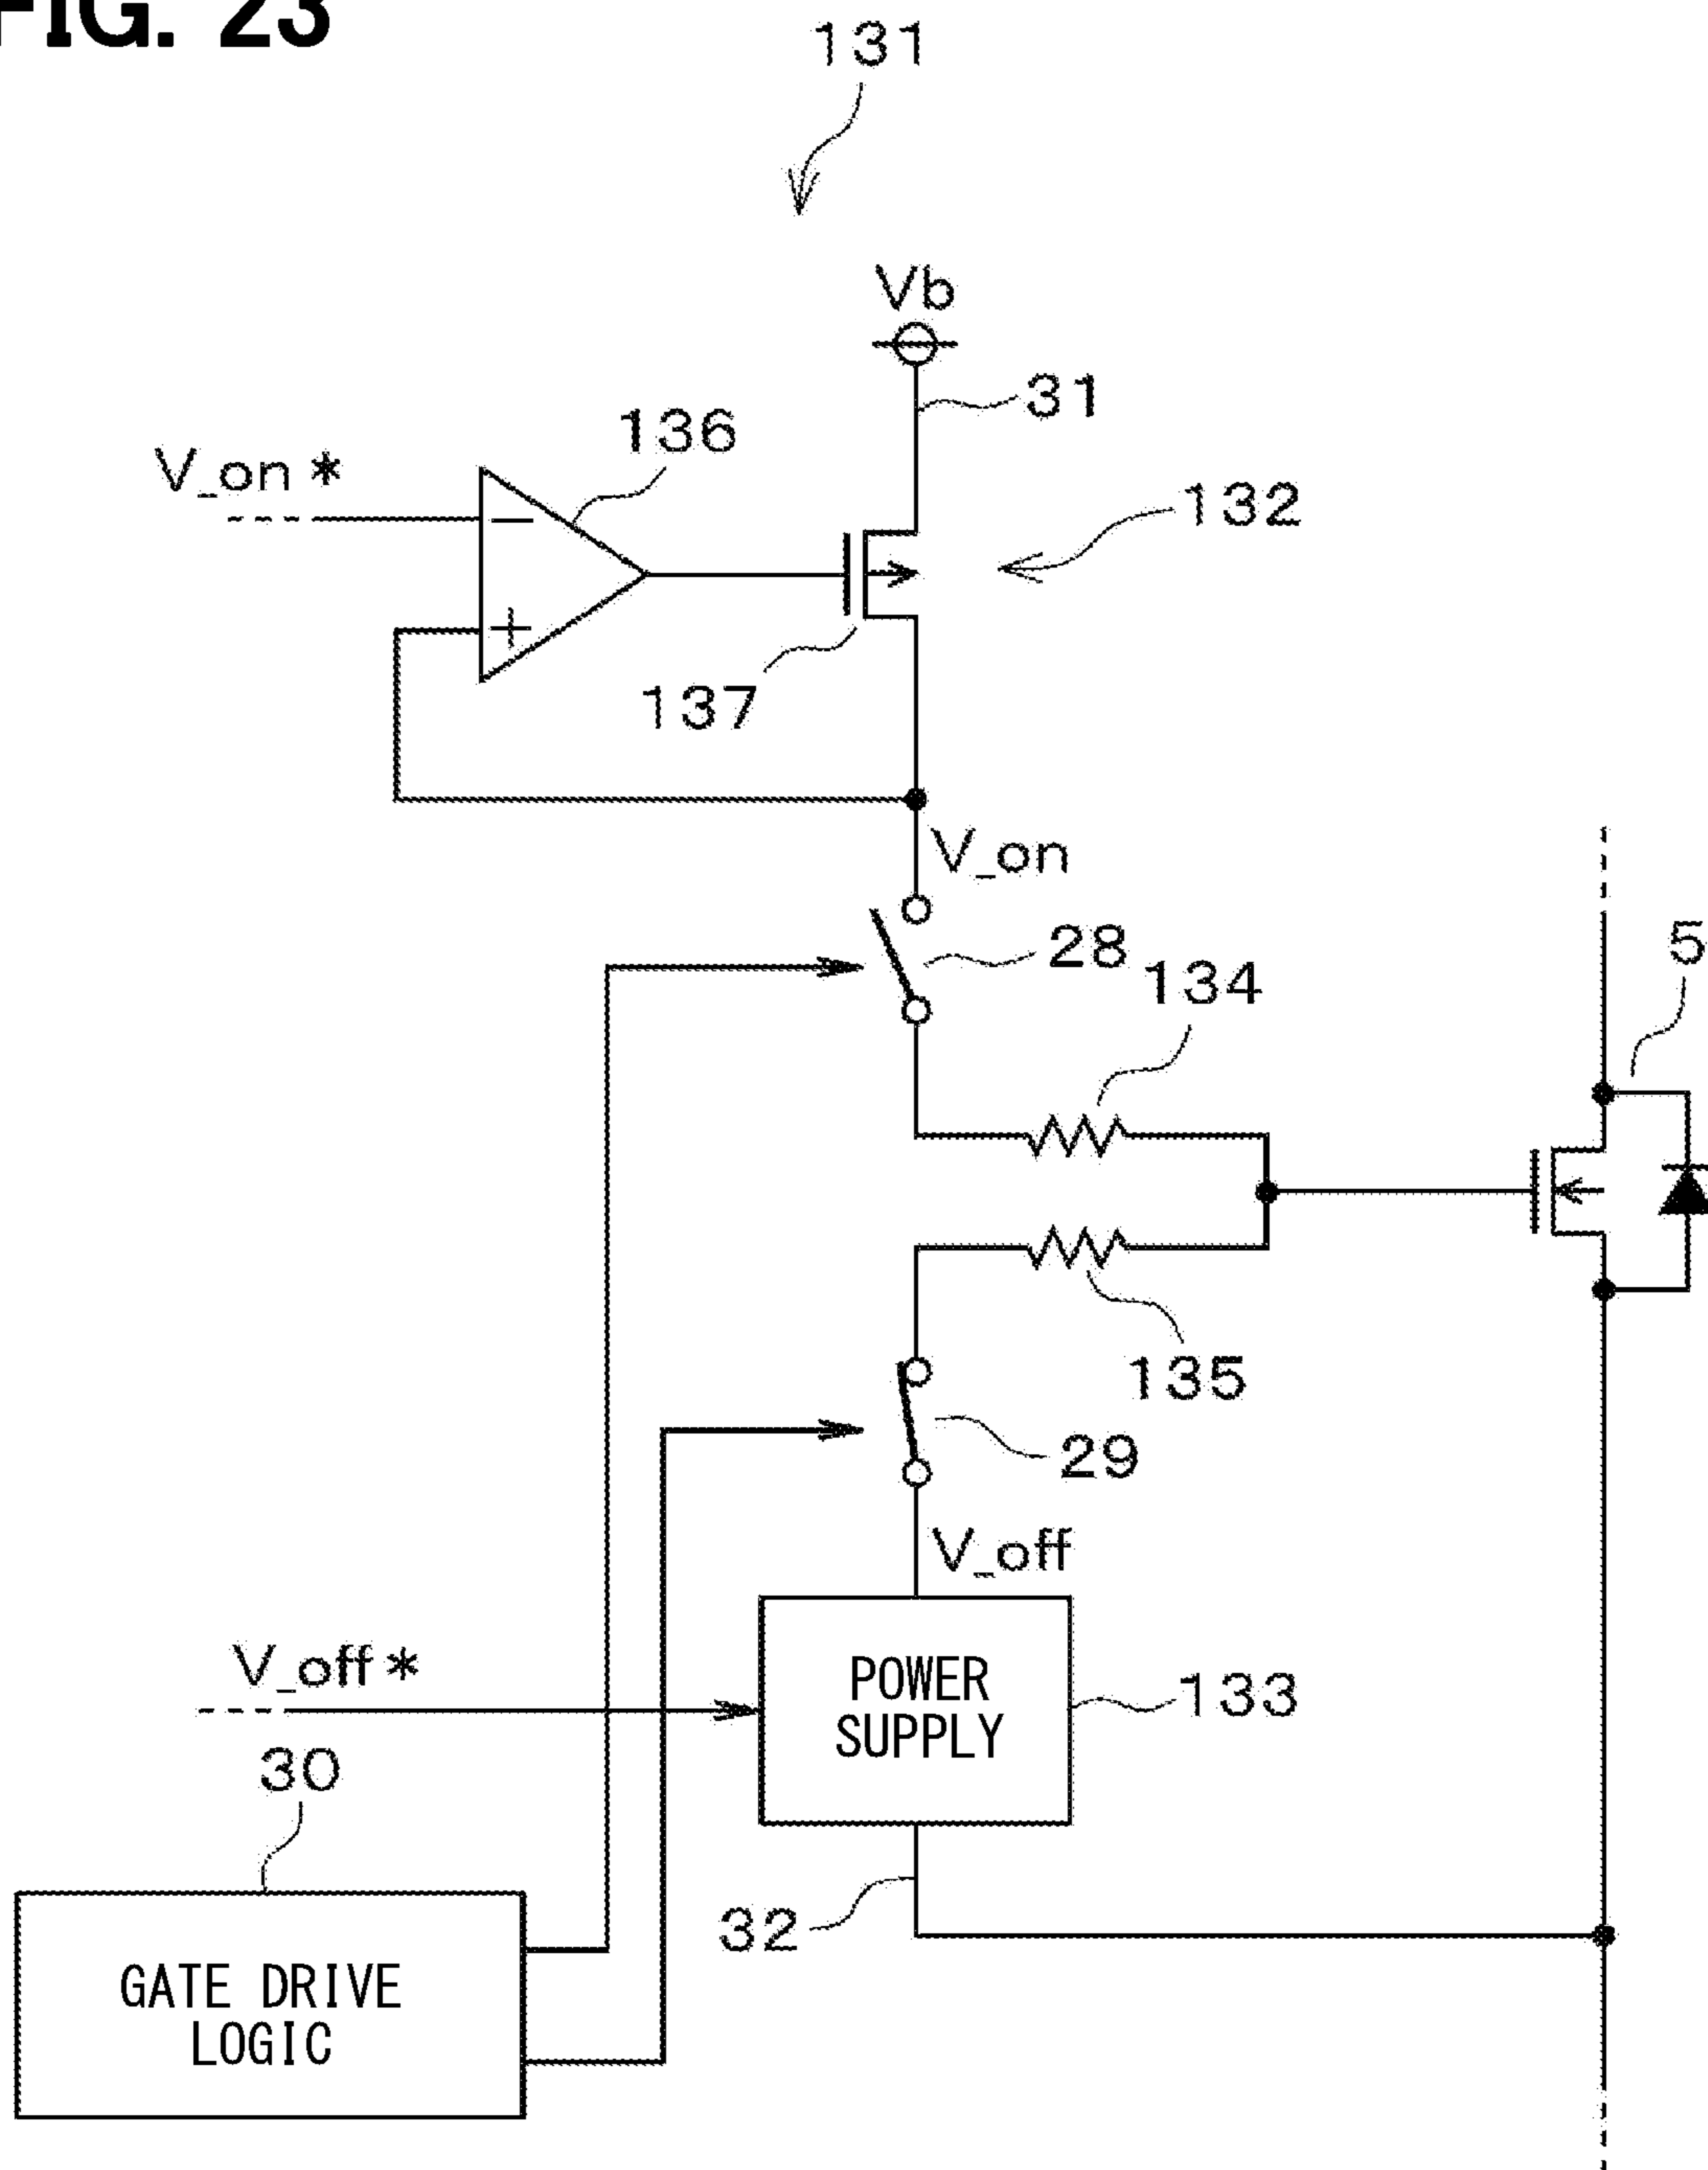 FIG. 23
131
Vb
31
136
V_on*
132
−
+
137
V_on
28
134
5
135
29
V_off
V_off*
POWER
SUPPLY
133
30
32
GATE DRIVE
LOGIC